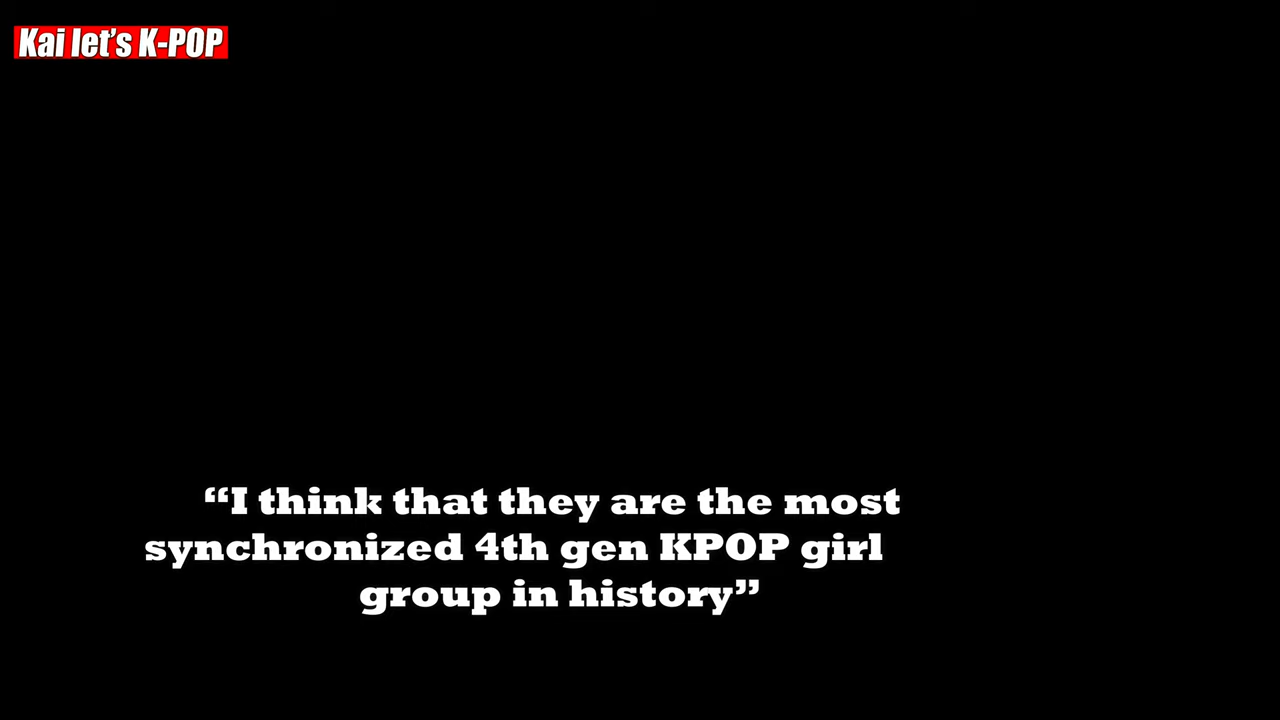 Kai let's K-POP
“I think that they are the most
synchronized 4th gen KPOP girl
group in history”